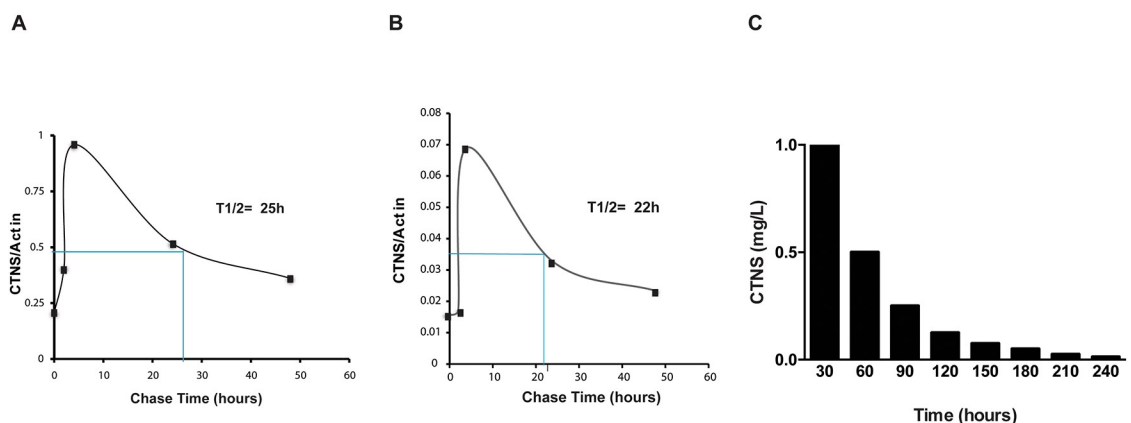 A
B
C
CTNS/Act in
1
0.75
0.5
0.25
0
T1/2= 25h
0 10 20 30 40 50 60
Chase Time (hours)
CTNS/Actin
0.08
0.07
0.06
0.05
0.04
0.03
0.02
0.01
0
T1/2= 22h
0 10 20 30 40 50 60
Chase Time (hours)
CTNS (mg/L)
1.0
0.5
0.0
30 60 90 120 150 180 210 240
Time (hours)